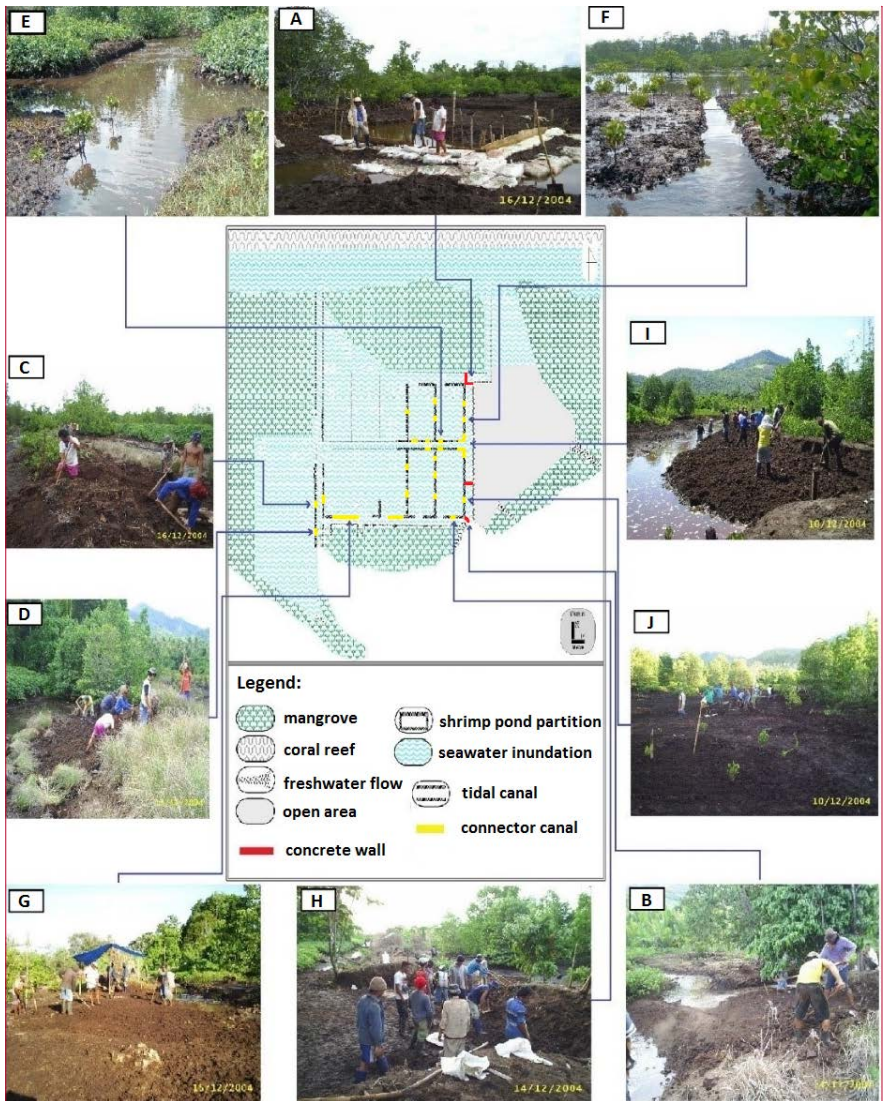 E
A
F
16/12/2004
C
16/12/2004
I
10/12/2004
D
J
10/12/2004
Legend:
mangrove
shrimp pond partition
coral reef
seawater inundation
freshwater flow
tidal canal
open area
connector canal
concrete wall
G
15/12/2004
H
14/12/2004
B